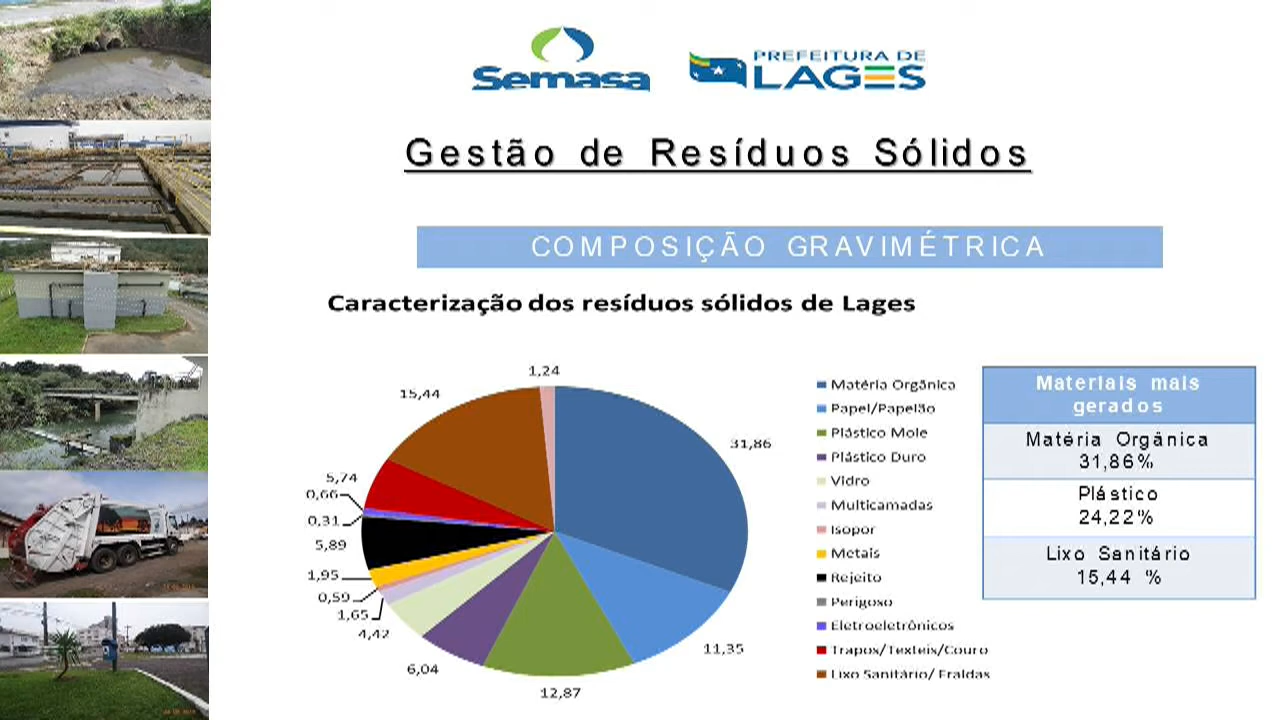 Semasa
PREFEITURA DE
LAGES
Gestão de Resíduos Sólidos
COMPOSIÇÃO GRAVIMÉTRICA
Caracterização dos resíduos sólidos de Lages
1,24
15,44
31,86
5,74
0,66
0,31
5,89
1,95
0,59
1,65
4,42
6,04
12,87
11,35
Matéria Orgânica
Papel/Papelão
Plástico Mole
Plástico Duro
Vidro
Multicamadas
Isopor
Metais
Rejeito
Perigoso
Eletroeletrônicos
Trapos/Texteis/Couro
Lixo Sanitário/ Fraldas
Materiais mais
gerados
Matéria Orgânica
31,86%
Plástico
24,22%
Lixo Sanitário
15,44 %